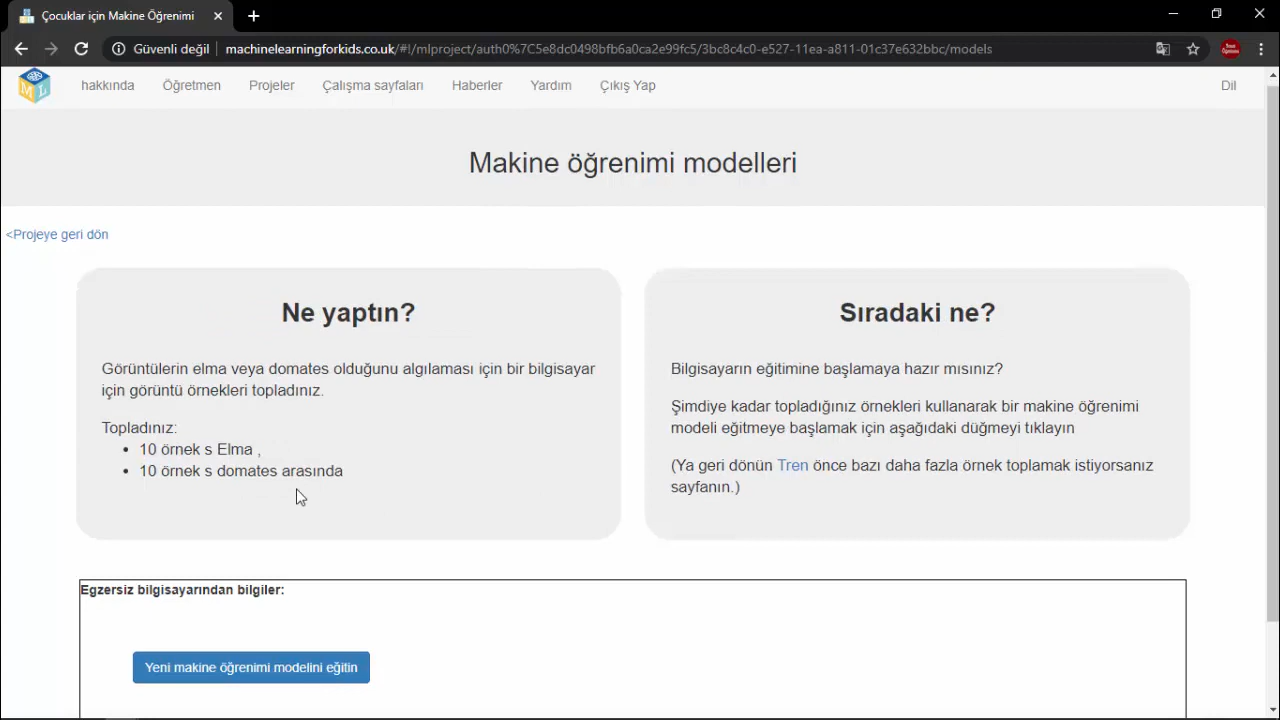 Çocuklar için Makine Öğrenimi
Güvenli değil machinelearningforkids.co.uk/#!/mlproject/auth0%7C5e8dc0498bfb6a0ca2e99fc5/3bc8c4c0-e527-11ea-a811-01c37e632bbc/models
ML hakkında Öğretmen Projeler Çalışma sayfaları Haberler Yardım Çıkış Yap Dil
Makine öğrenimi modelleri
<Projeye geri dön
Ne yaptın?
Görüntülerin elma veya domates olduğunu algılaması için bir bilgisayar
için görüntü örnekleri topladınız.
Topladınız:
• 10 örnek s Elma ,
• 10 örnek s domates arasında
Sıradaki ne?
Bilgisayarın eğitimine başlamaya hazır mısınız?
Şimdiye kadar topladığınız örnekleri kullanarak bir makine öğrenimi
modeli eğitmeye başlamak için aşağıdaki düğmeyi tıklayın
(Ya geri dönün Tren önce bazı daha fazla örnek toplamak istiyorsanız
sayfanın.)
Egzersiz bilgisayarından bilgiler:
Yeni makine öğrenimi modelini eğitin